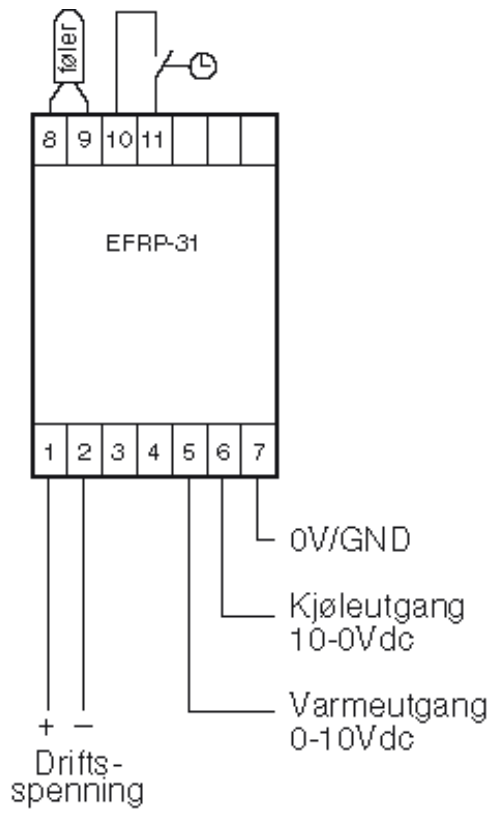 føler
8 9 10 11
EFRP-31
1 2 3 4 5 6 7
0V/GND
Kjøleutgang
10-0Vdc
Varmeutgang
0-10Vdc
+ –
Drifts-
spenning